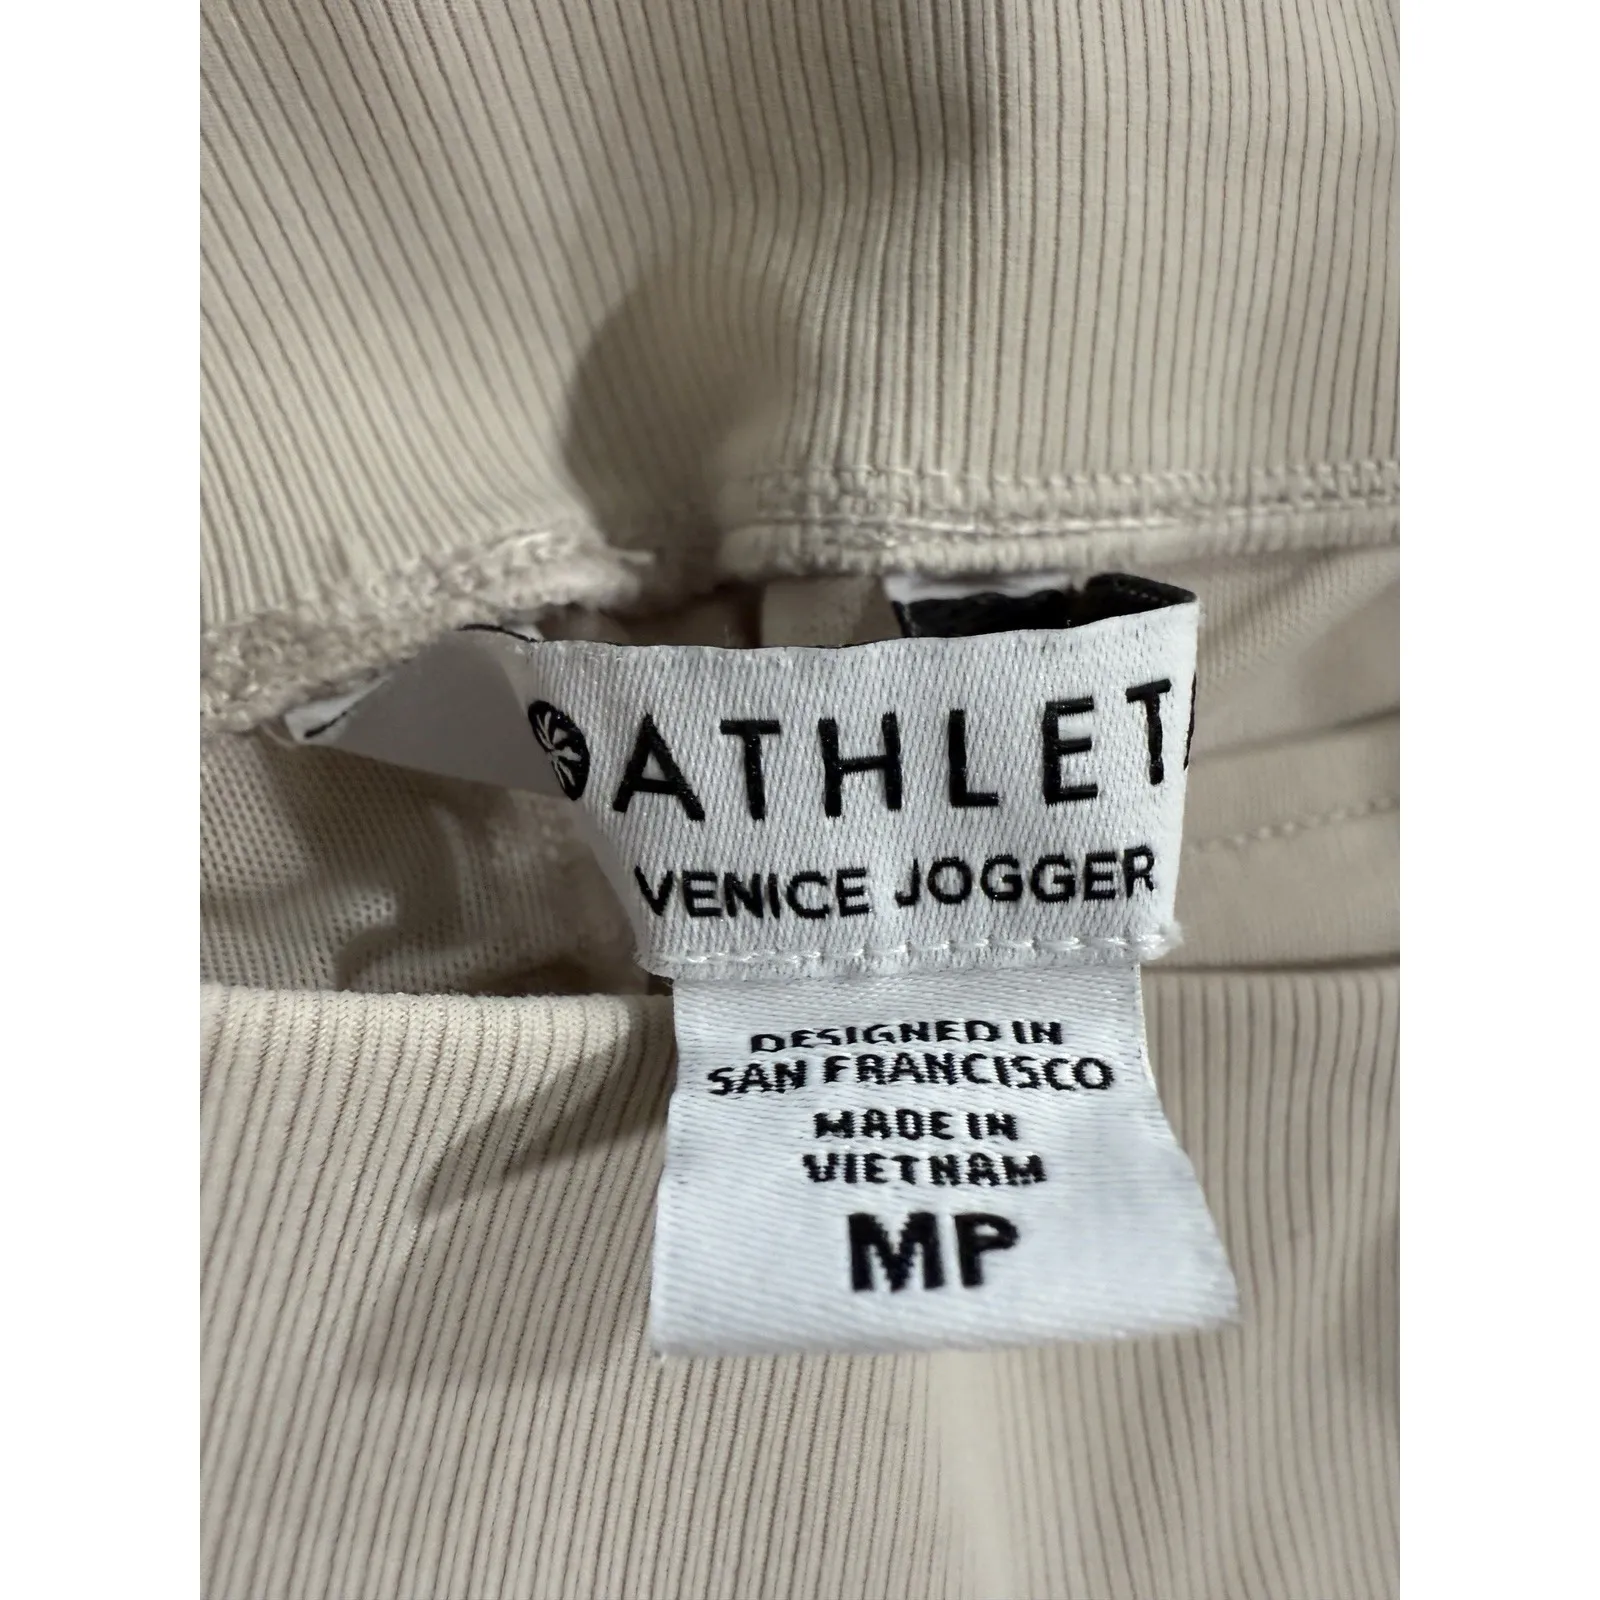 ATHLET
VENICE JOGGER
DESIGNED IN
SAN FRANCISCO
MADE IN
VIETNAM
MP